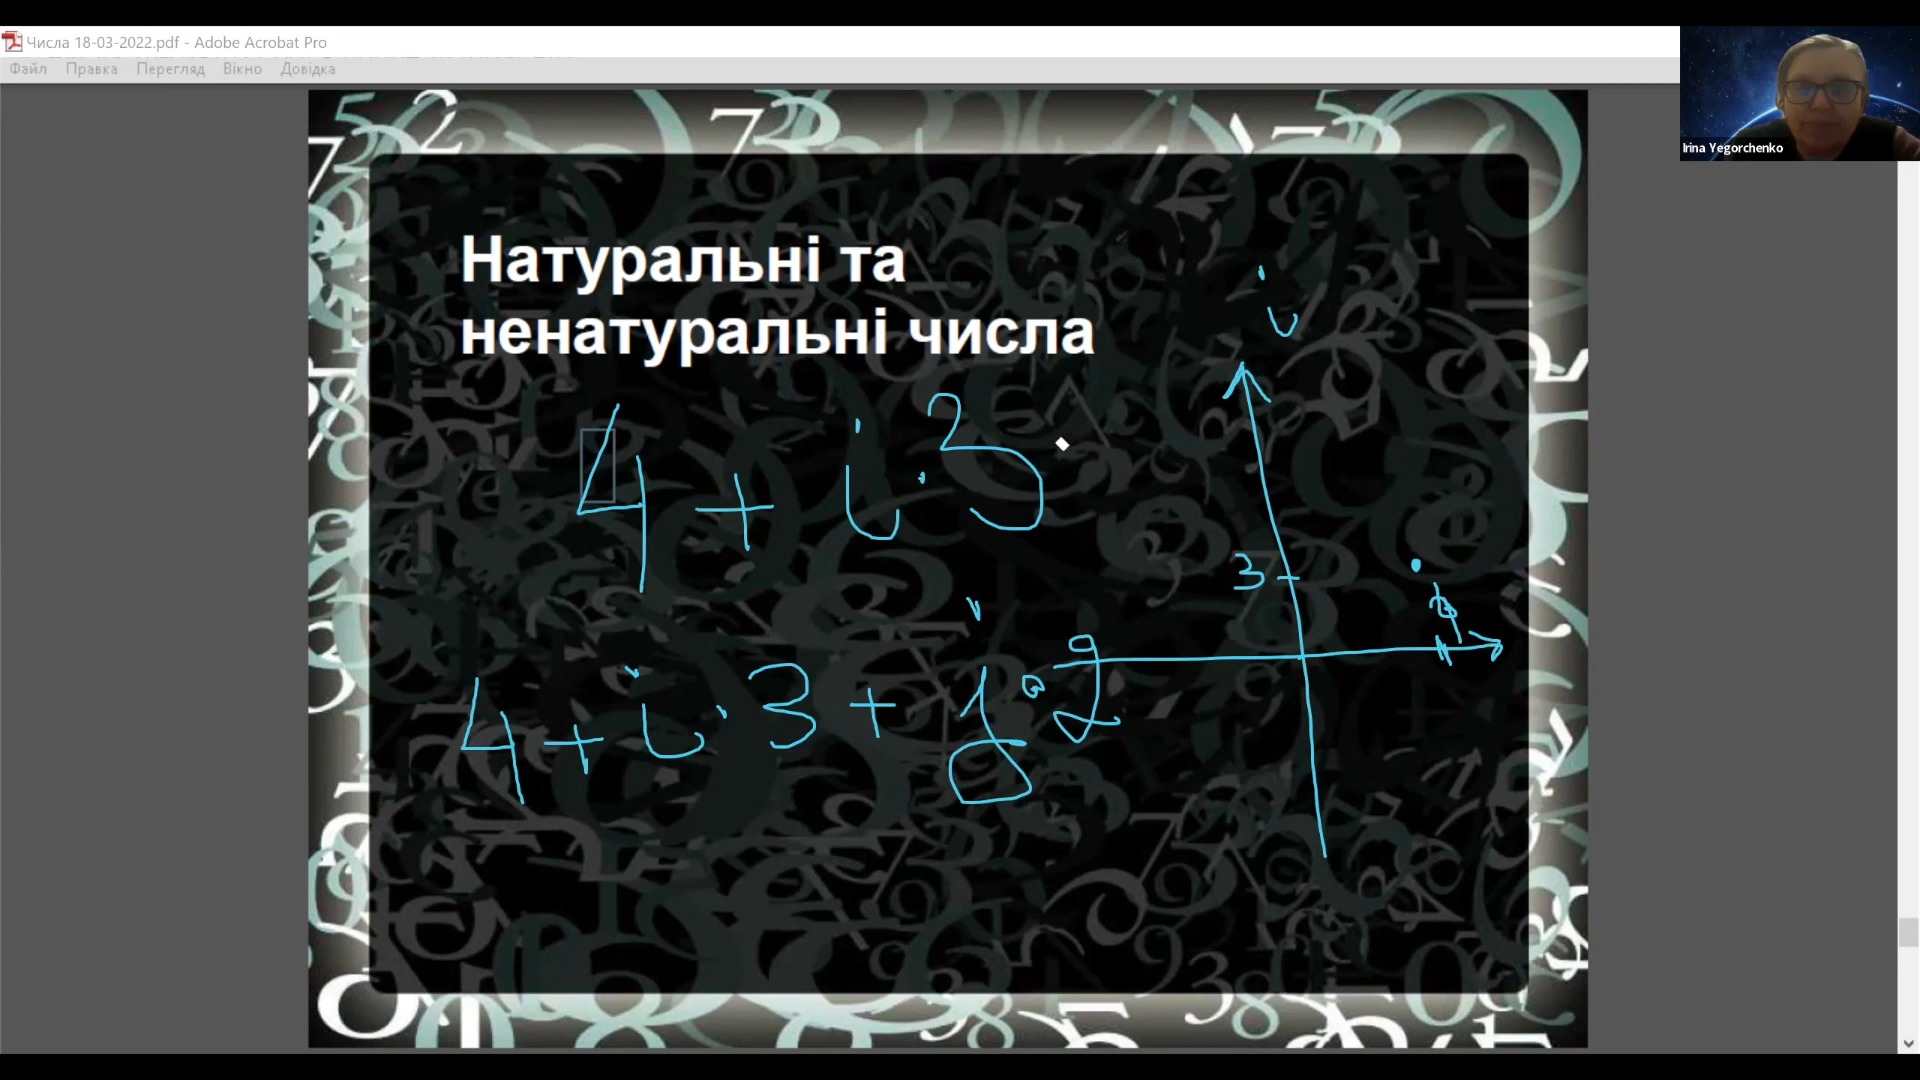 Числа 18-03-2022.pdf - Adobe Acrobat Pro
Файл Правка Перегляд Вікно Довідка
Irina Yegorchenko
Натуральні та
ненатуральні числа
i
4 + i · 3
3
4 + i · 3 + j · 2